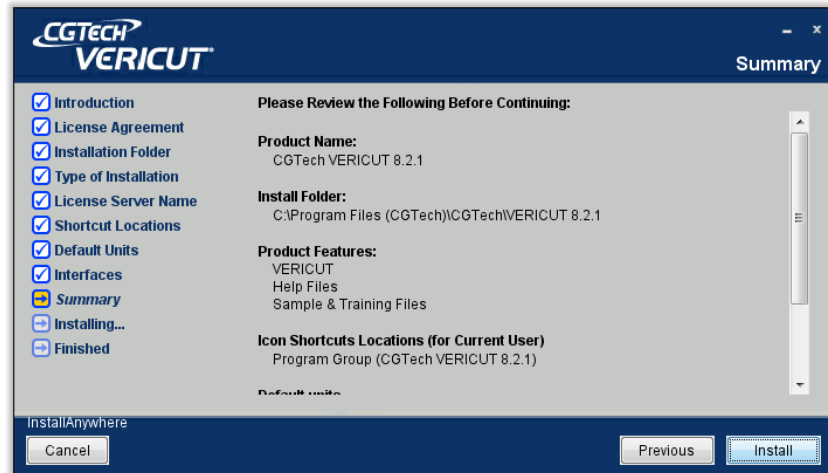 CGTECH
VERICUT
Summary
Introduction
License Agreement
Installation Folder
Type of Installation
License Server Name
Shortcut Locations
Default Units
Interfaces
Summary
Installing...
Finished
Please Review the Following Before Continuing:
Product Name:
CGTech VERICUT 8.2.1
Install Folder:
C:\Program Files (CGTech)\CGTech\VERICUT 8.2.1
Product Features:
VERICUT
Help Files
Sample & Training Files
Icon Shortcuts Locations (for Current User)
Program Group (CGTech VERICUT 8.2.1)
Default units
InstallAnywhere
Cancel
Previous
Install